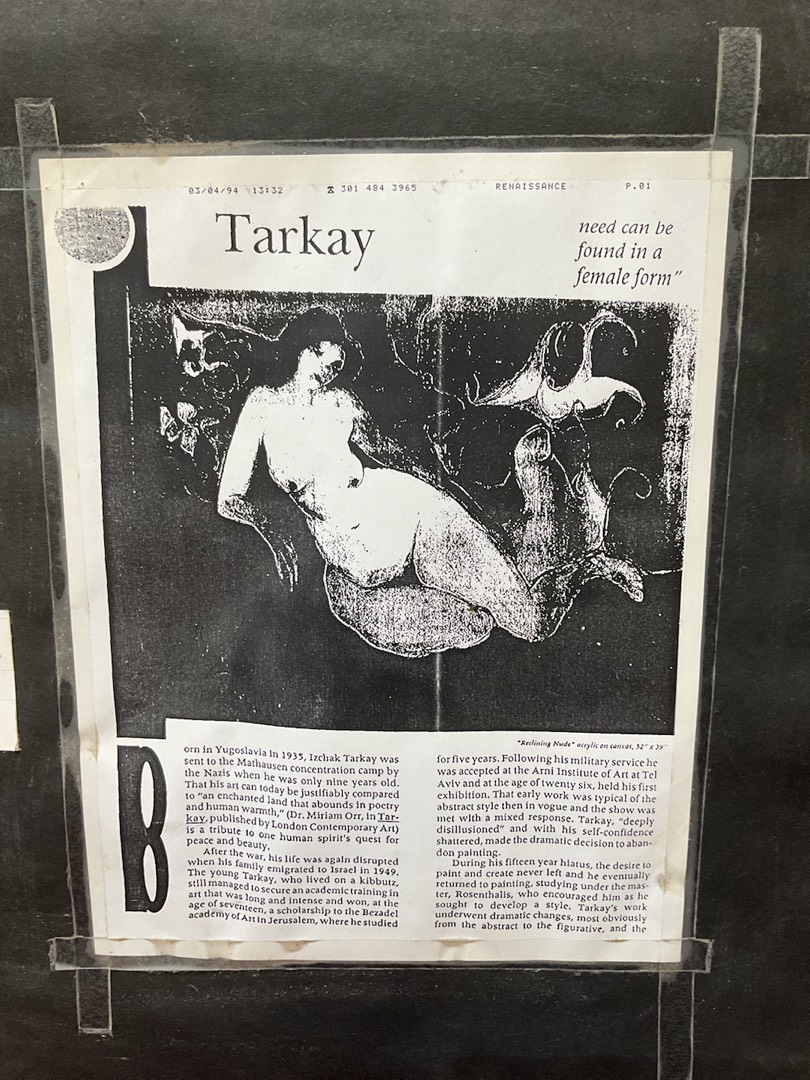 03/04/94 13:32 ☎ 301 484 3965 RENAISSANCE P.01
Tarkay
need can be
found in a
female form"
"Reclining Nude" acrylic on canvas, 52" x 39"
Born in Yugoslavia in 1935, Izchak Tarkay was
sent to the Mathausen concentration camp by
the Nazis when he was only nine years old.
That his art today be justifiably compared
to "an enchanted land that abounds in poetry
and human warmth," (Dr. Miriam Orr, in Tar-
kay, published by London Contemporary Art)
is a tribute to one human spirit's quest for
peace and beauty.
After the war, his life was again disrupted
when his family emigrated to Israel in 1949.
The young Tarkay, who lived on a kibbutz,
still managed to secure an academic training in
art that was long and intense and won, at the
age of seventeen, a scholarship to the Bezadel
academy of Art in Jerusalem, where he studied
for five years. Following his military service he
was accepted at the Arni Institute of Art at Tel
Aviv and at the age of twenty six, held his first
exhibition. That early work was typical of the
abstract style then in vogue and the show was
met with a mixed response. Tarkay, "deeply
disillusioned" and with his self-confidence
shattered, made the dramatic decision to aban-
don painting.
During his fifteen year hiatus, the desire to
paint and create never left and he eventually
returned to painting, studying under the mas-
ter, Rosenthalis, who encouraged him as he
sought to develop a style. Tarkay's work
underwent dramatic changes, most obviously
from the abstract to the figurative, and the